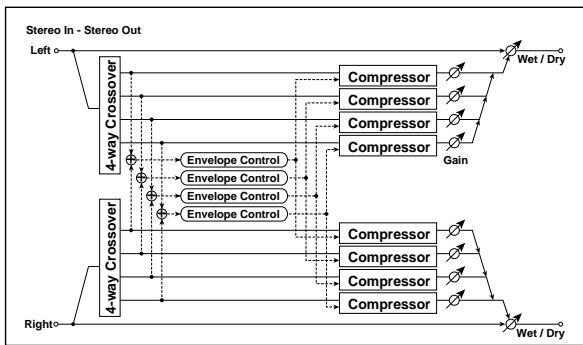 Stereo In - Stereo Out
Left
Wet / Dry
4-way Crossover
Compressor
Compressor
Compressor
Compressor
Gain
Envelope Control
Envelope Control
Envelope Control
Envelope Control
4-way Crossover
Compressor
Compressor
Compressor
Compressor
Right
Wet / Dry